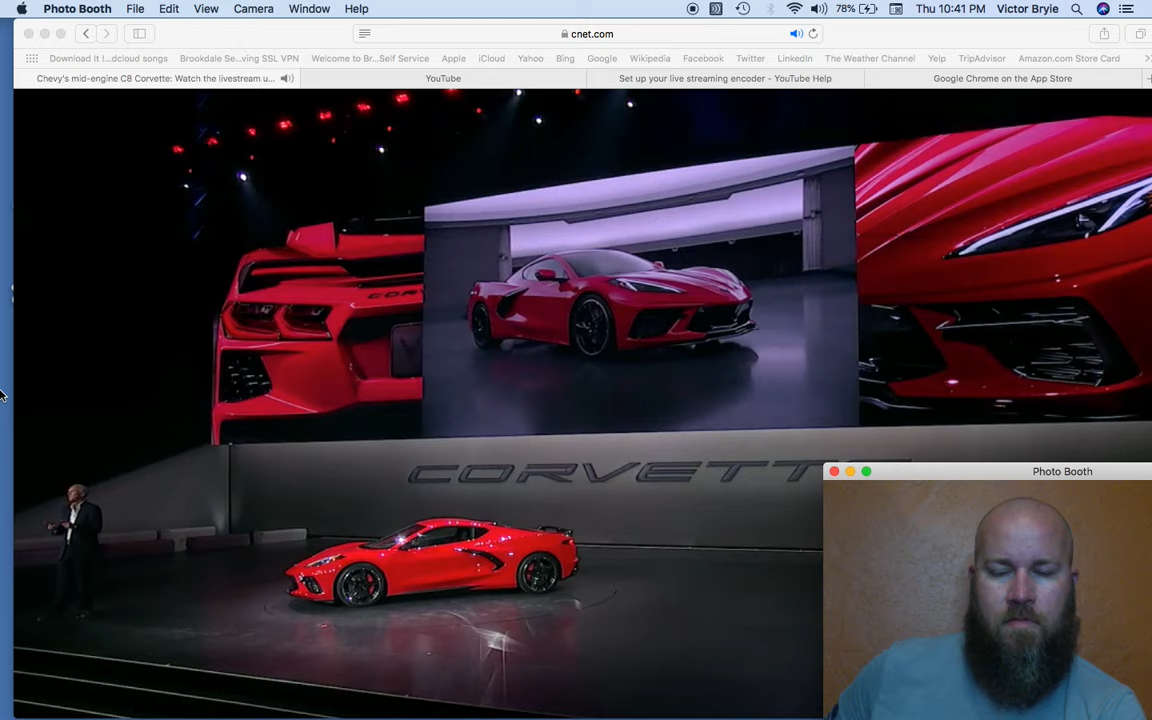 Photo Booth File Edit View Camera Window Help 78% Thu 10:41 PM Victor Bryie
cnet.com
Download It !...dcloud songs Brookdale Se...ving SSL VPN Welcome to Br...Self Service Apple iCloud Yahoo Bing Google Wikipedia Facebook Twitter LinkedIn The Weather Channel Yelp TripAdvisor Amazon.com Store Card
Chevy's mid-engine C8 Corvette: Watch the livestream u... YouTube Set up your live streaming encoder - YouTube Help Google Chrome on the App Store
CORV
CORVETT
Photo Booth